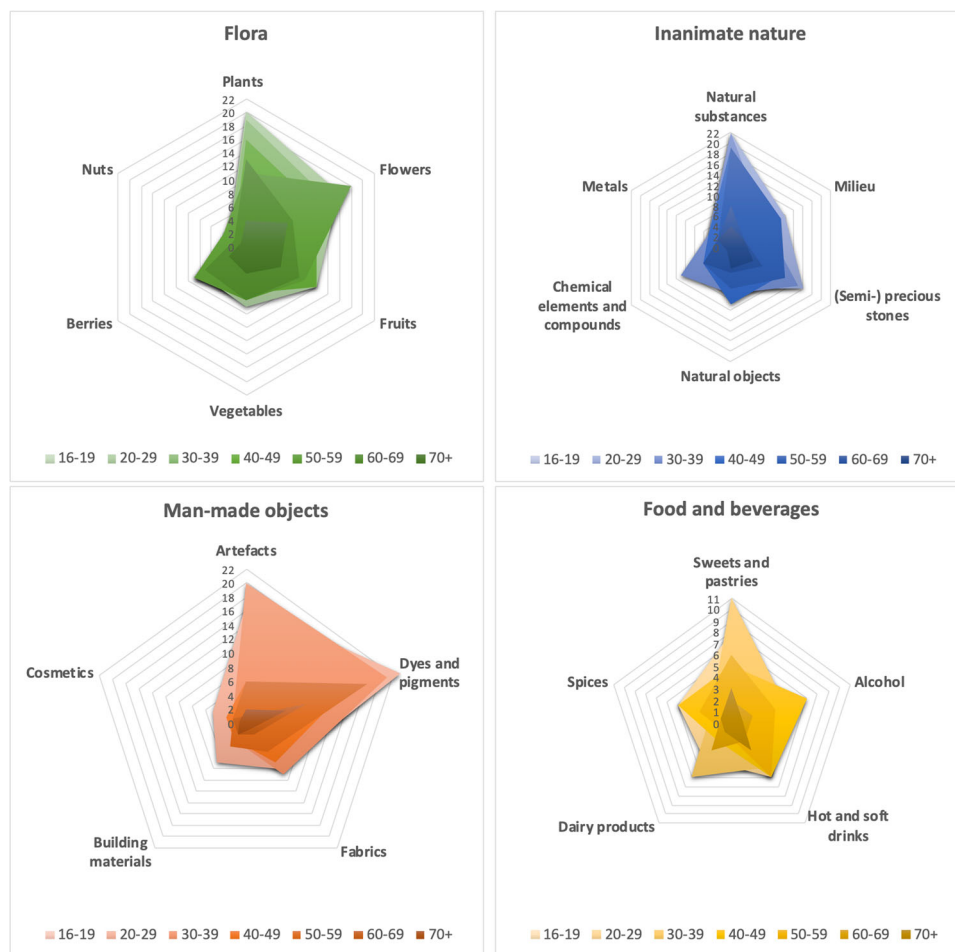 Flora
Plants
22
20
18
16
14
12
10
8
6
4
2
0
Nuts
Flowers
Berries
Fruits
Vegetables
16-19 20-29 30-39 40-49 50-59 60-69 70+
Inanimate nature
Natural
substances
22
20
18
16
14
12
10
8
6
4
2
0
Metals
Milieu
Chemical
elements and
compounds
(Semi-) precious
stones
Natural objects
16-19 20-29 30-39 40-49 50-59 60-69 70+
Man-made objects
Artefacts
22
20
18
16
14
12
10
8
6
4
2
0
Cosmetics
Dyes and
pigments
Building
materials
Fabrics
16-19 20-29 30-39 40-49 50-59 60-69 70+
Food and beverages
Sweets and
pastries
11
10
9
8
7
6
5
4
3
2
1
0
Spices
Alcohol
Dairy products
Hot and soft
drinks
16-19 20-29 30-39 40-49 50-59 60-69 70+